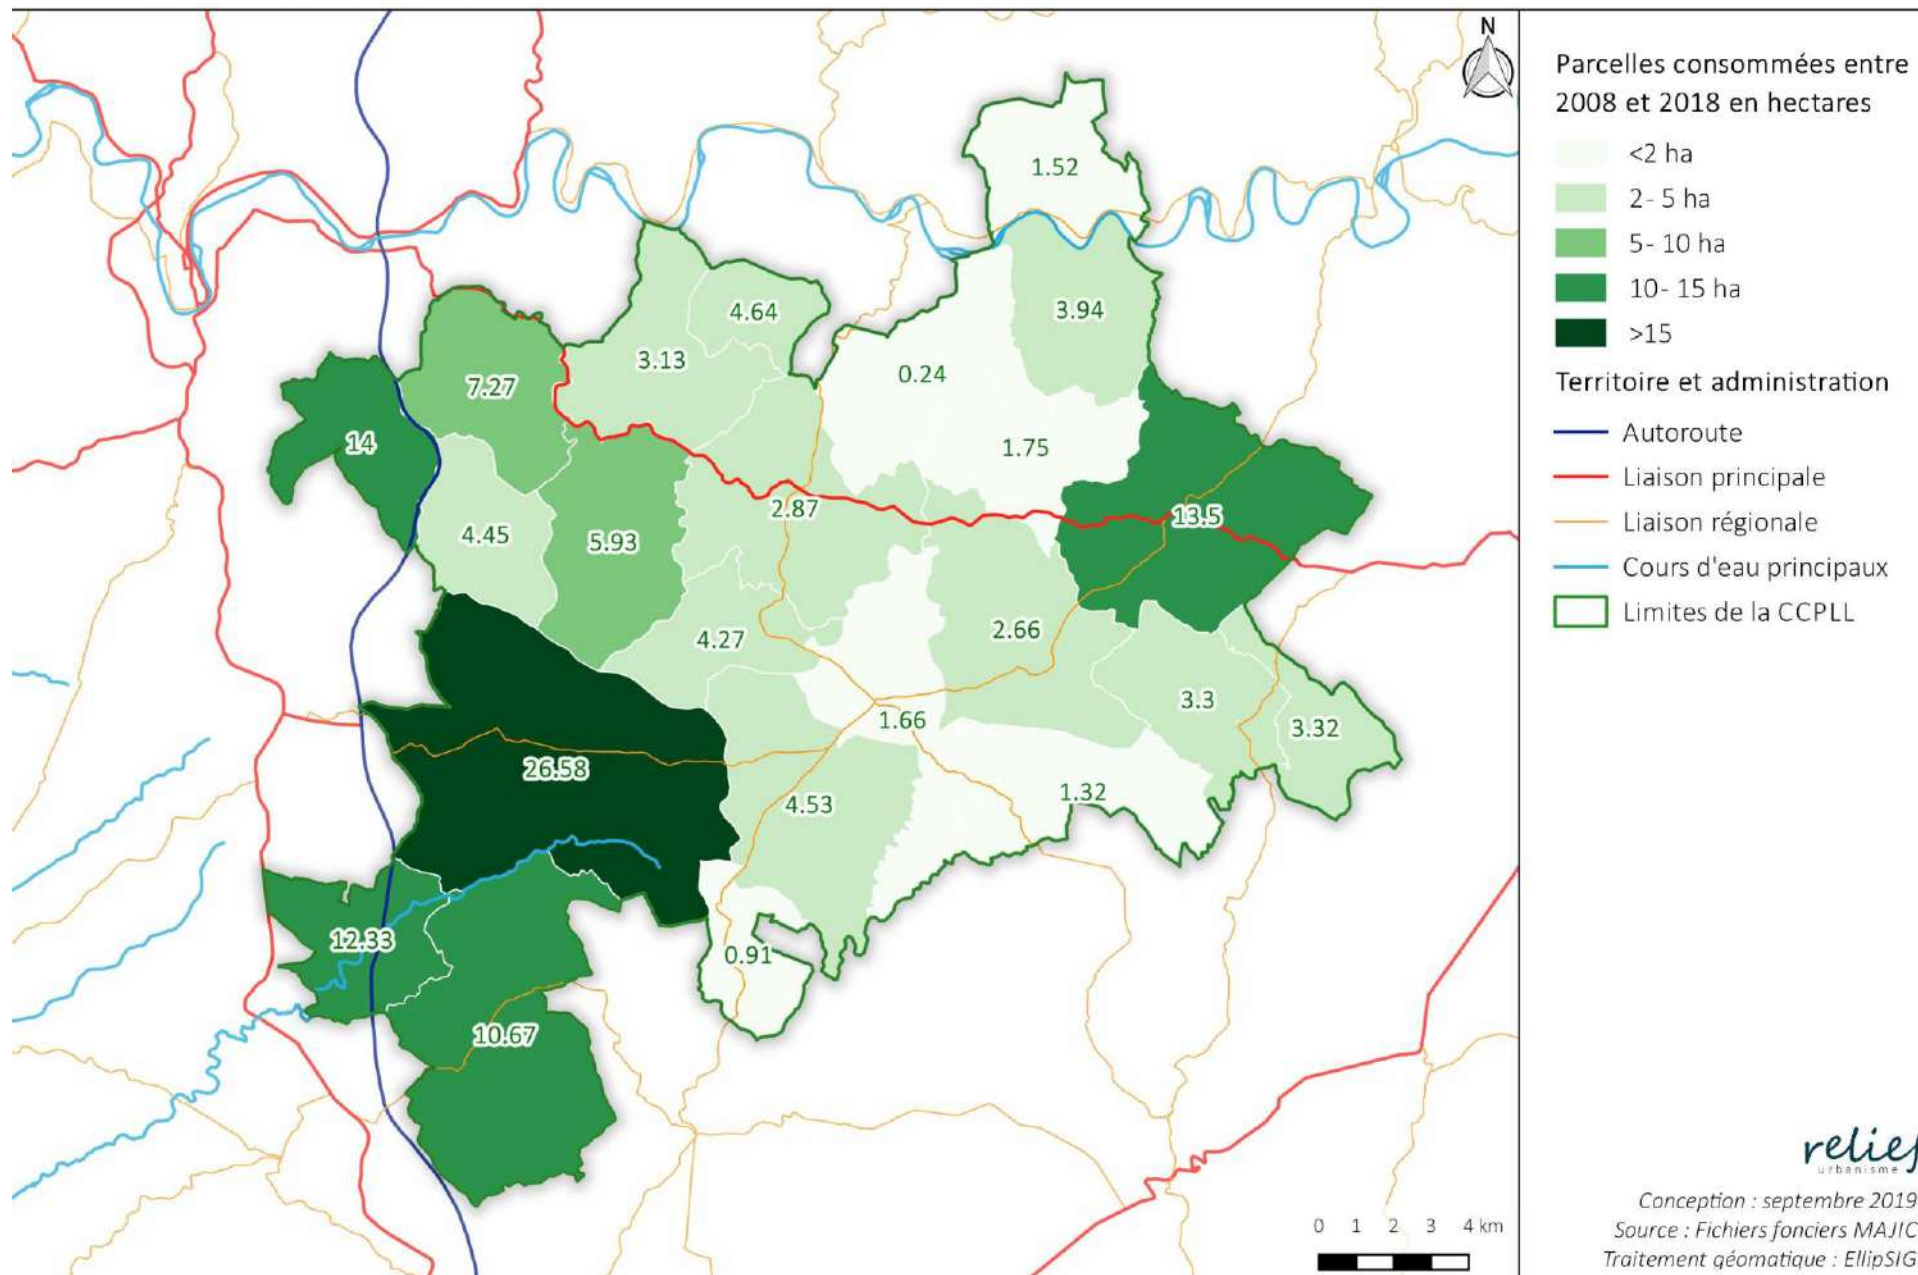 N
1.52
3.94
4.64
3.13
0.24
7.27
14
1.75
4.45
5.93
2.87
13.5
4.27
2.66
3.3
3.32
1.66
26.58
4.53
1.32
12.33
0.91
10.67
0 1 2 3 4 km
Parcelles consommées entre
2008 et 2018 en hectares
<2 ha
2- 5 ha
5- 10 ha
10- 15 ha
>15
Territoire et administration
Autoroute
Liaison principale
Liaison régionale
Cours d'eau principaux
Limites de la CCPLL
relief
urbanisme
Conception : septembre 2019
Source : Fichiers fonciers MAJIC
Traitement géomatique : EllipSIG